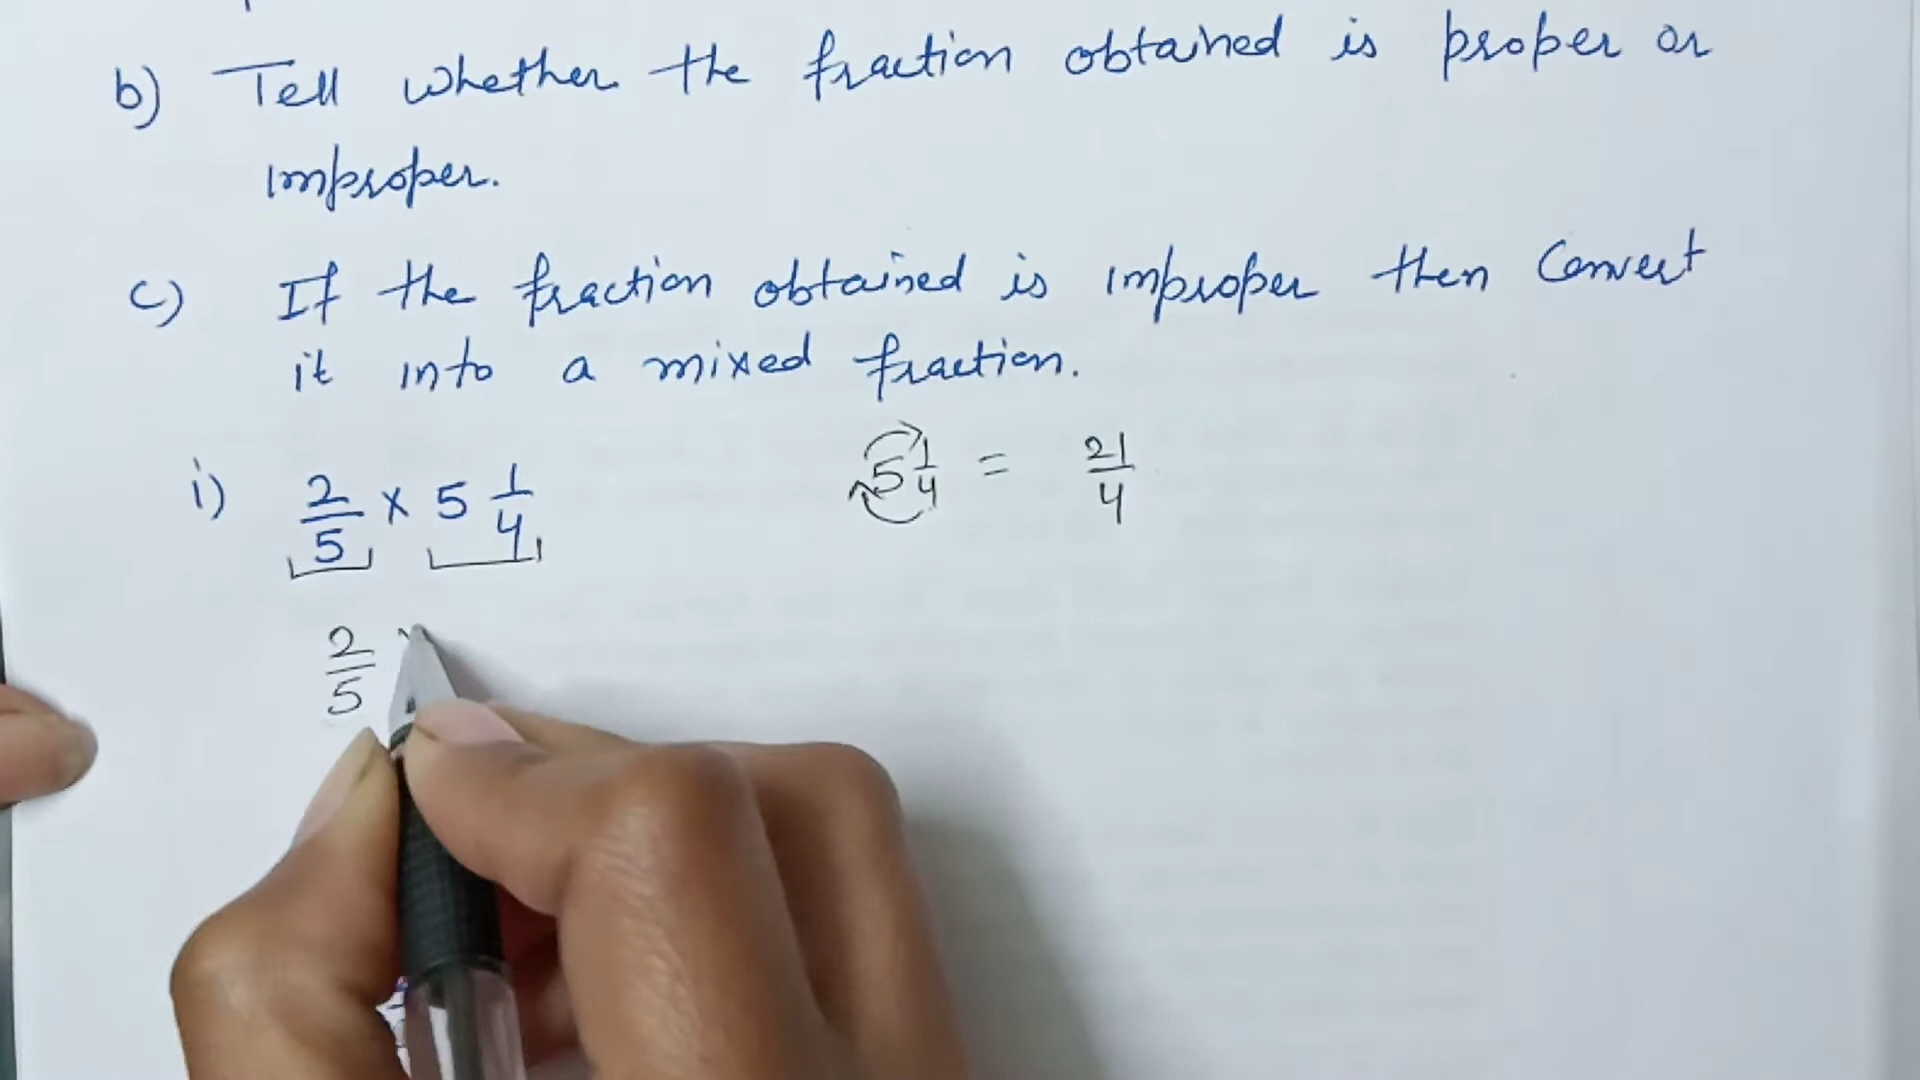 b) Tell whether the fraction obtained is proper or
improper.
c) If the fraction obtained is improper then Convert
it into a mixed fraction.
i) 2/5 × 5 1/4
5 1/4 = 21/4
2/5 ×